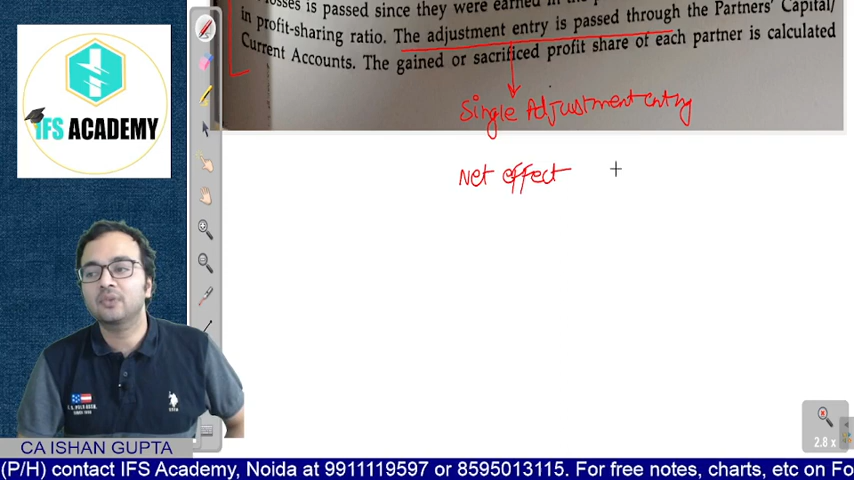 losses is passed since they were earned in the
in profit-sharing ratio. The adjustment entry is passed through the Partners' Capital/
Current Accounts. The gained or sacrificed profit share of each partner is calculated
Single Adjustment entry
Net effect
IFS ACADEMY
2.8 x
CA ISHAN GUPTA
(P/H) contact IFS Academy, Noida at 9911119597 or 8595013115. For free notes, charts, etc on Fo